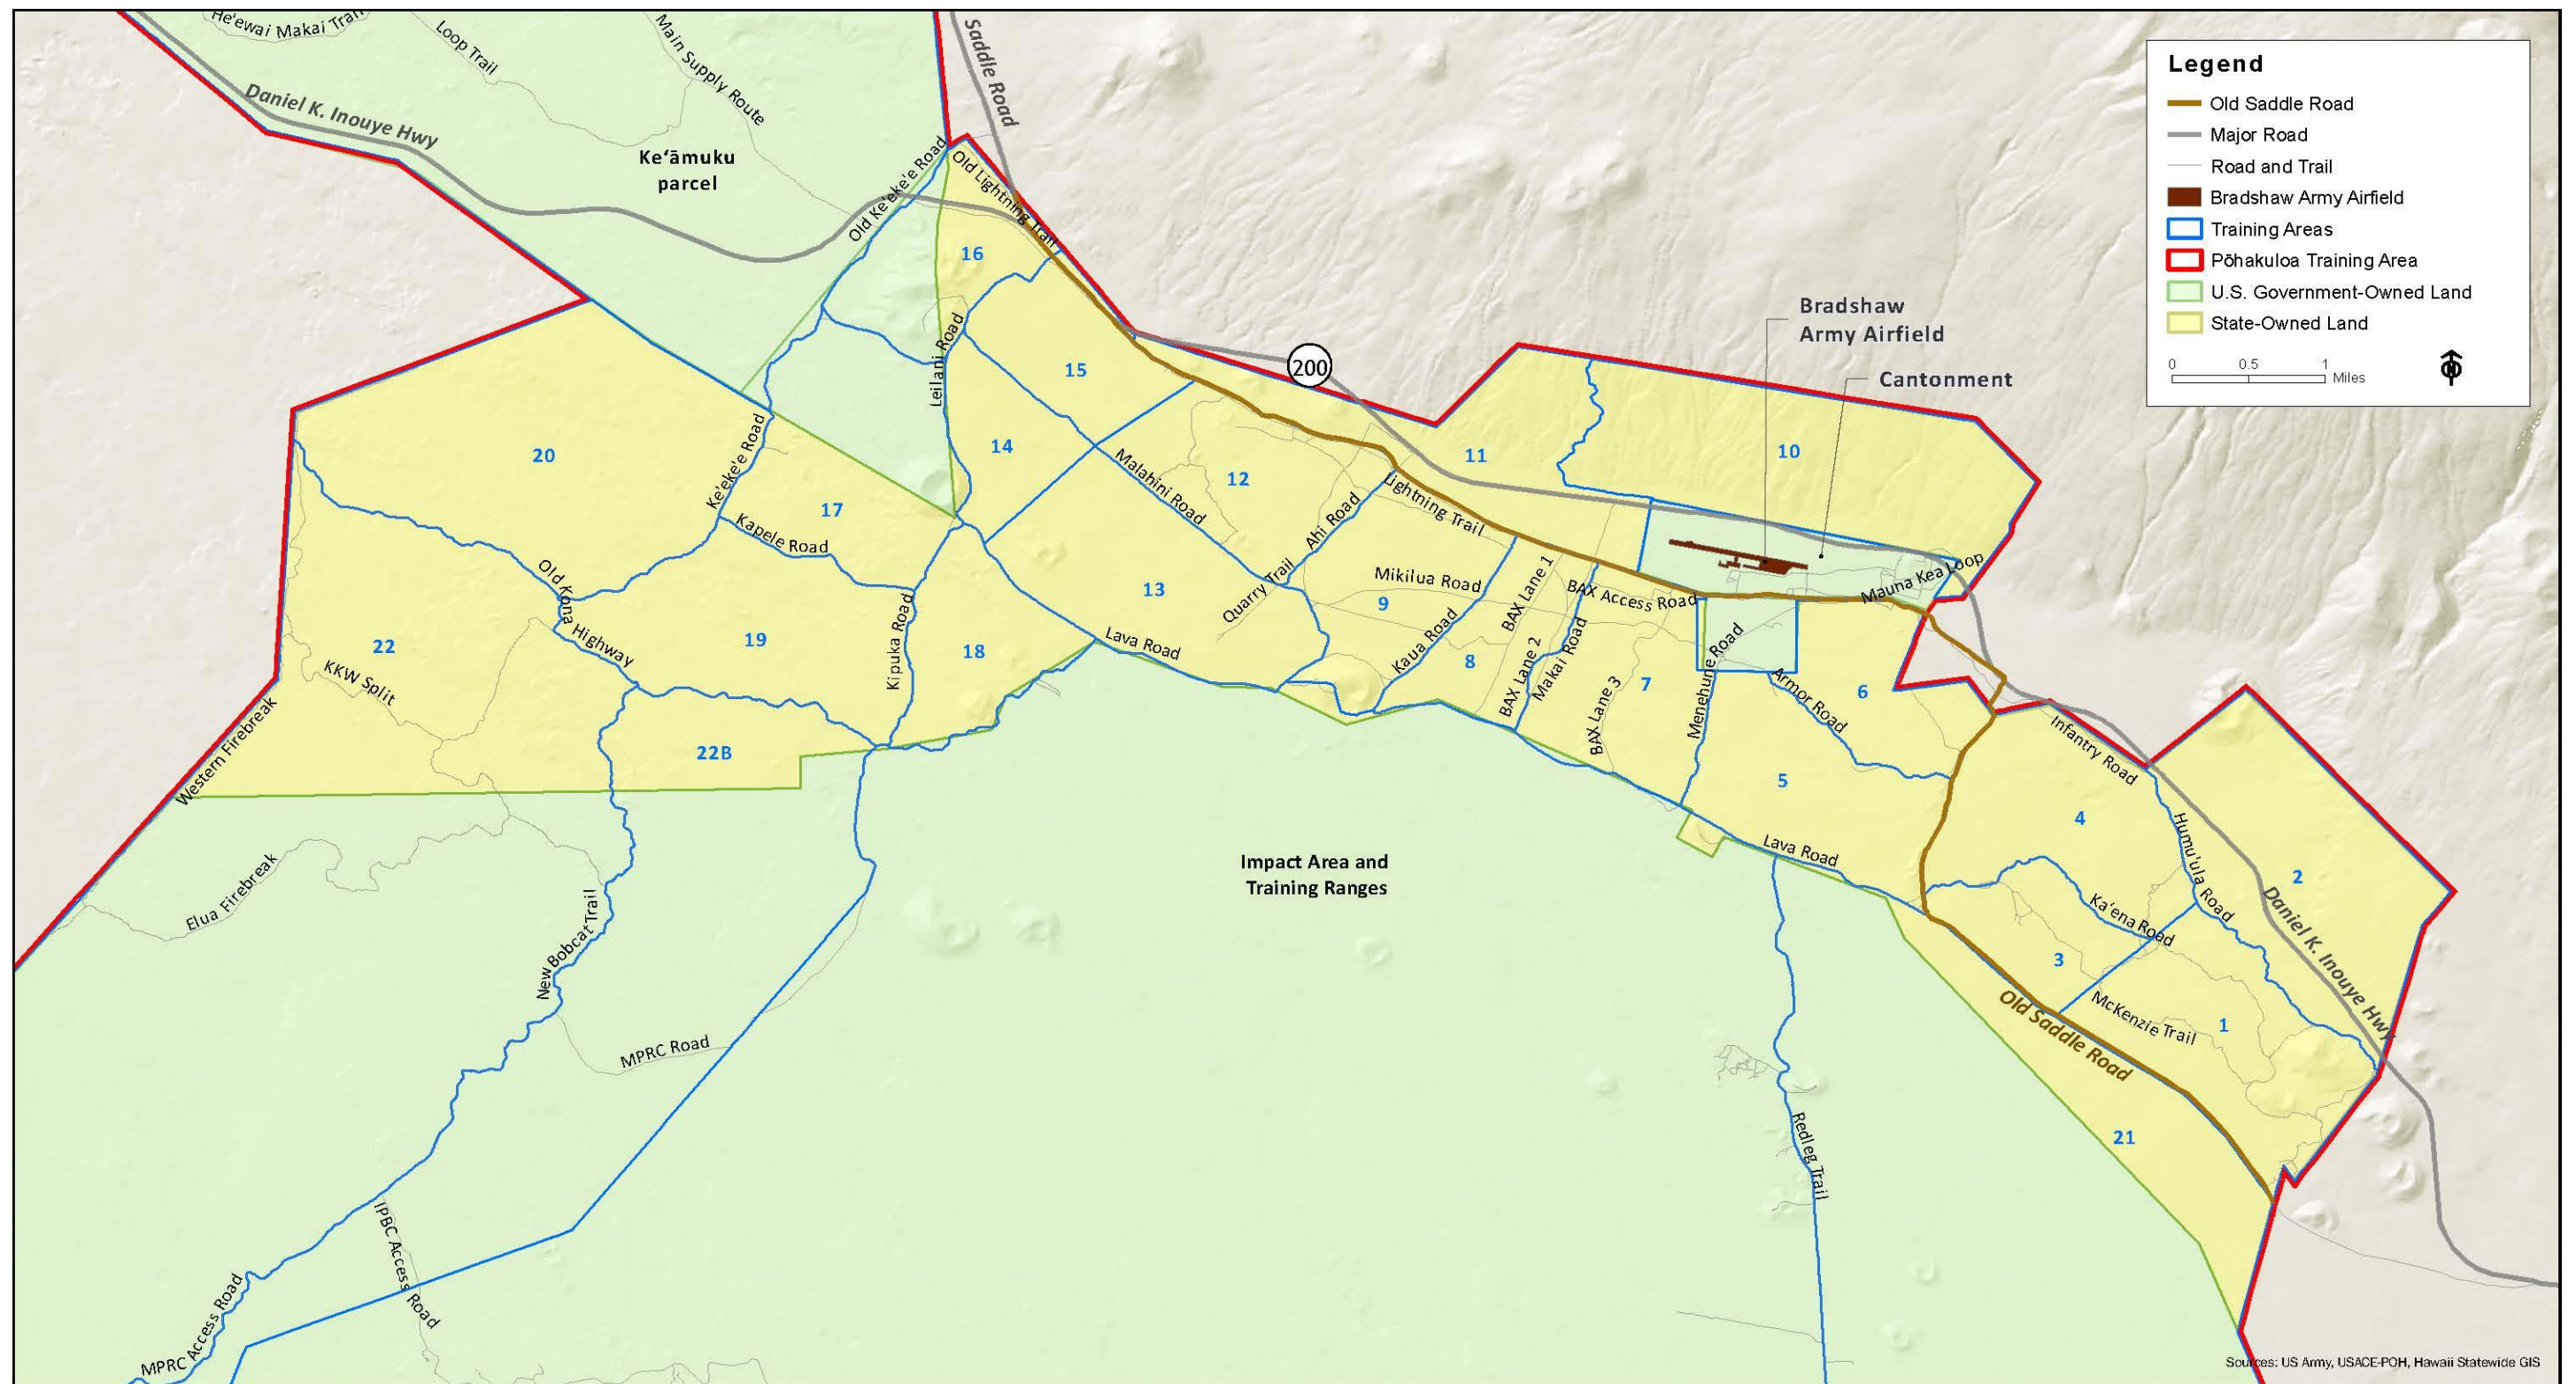 He'ewai Makai Trail
Loop Trail
Main Supply Route
Saddle Road
Daniel K. Inouye Hwy
Keʻāmuku
parcel
Old Ke'eke'e Road
Old Lightning Trail
16
Leilani Road
15
200
Bradshaw
Army Airfield
Cantonment
Legend
Old Saddle Road
Major Road
Road and Trail
Bradshaw Army Airfield
Training Areas
Pōhakuloa Training Area
U.S. Government-Owned Land
State-Owned Land
0 0.5 1
Miles
N
20
Ke'eke'e Road
17
14
Malahini Road
12
11
10
Kapele Road
Ahi Road
Lightning Trail
Old Kona Highway
13
Quarry Trail
Mikilua Road
9
BAX Lane 1
BAX Access Road
Mauna Kea Loop
22
19
Kipuka Road
18
Lava Road
Kaua Road
8
BAX Lane 2
Makai Road
7
BAX Lane 3
Menehune Road
Armor Road
6
KKW Split
Western Firebreak
22B
5
Infantry Road
4
Humu'ula Road
2
Lava Road
Impact Area and
Training Ranges
Elua Firebreak
New Bobcat Trail
Ka'ena Road
Daniel K. Inouye Hwy
3
McKenzie Trail
1
Old Saddle Road
MPRC Road
21
Redleg Trail
IPBC Access Road
MPRC Access Road
Sources: US Army, USACE-POH, Hawaii Statewide GIS